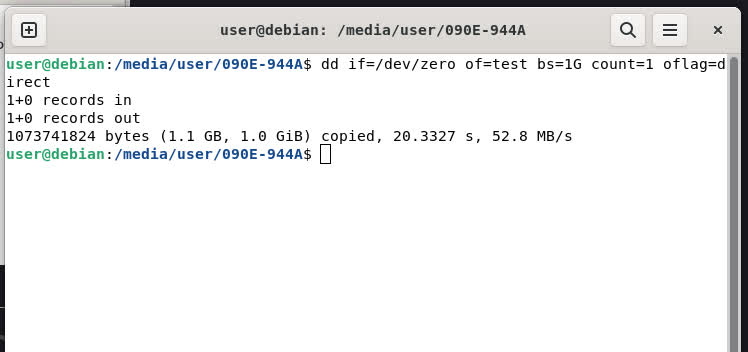 user@debian: /media/user/090E-944A
user@debian:/media/user/090E-944A$ dd if=/dev/zero of=test bs=1G count=1 oflag=d
irect
1+0 records in
1+0 records out
1073741824 bytes (1.1 GB, 1.0 GiB) copied, 20.3327 s, 52.8 MB/s
user@debian:/media/user/090E-944A$